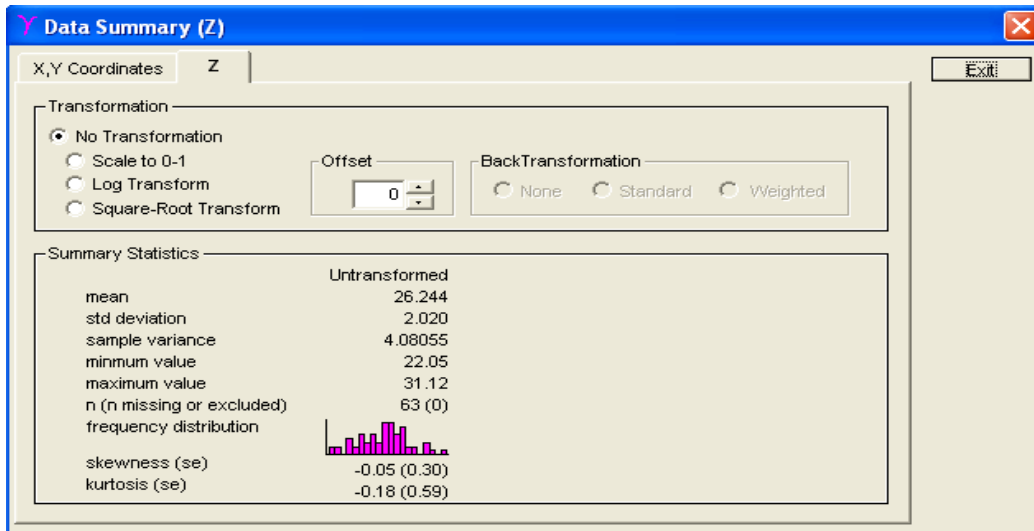 Data Summary (Z)
X,Y Coordinates
Z
Exit
Transformation
No Transformation
Scale to 0-1
Log Transform
Square-Root Transform
Offset
0
BackTransformation
None Standard Weighted
Summary Statistics
Untransformed
mean 26.244
std deviation 2.020
sample variance 4.08055
minmum value 22.05
maximum value 31.12
n (n missing or excluded) 63 (0)
frequency distribution
skewness (se) -0.05 (0.30)
kurtosis (se) -0.18 (0.59)